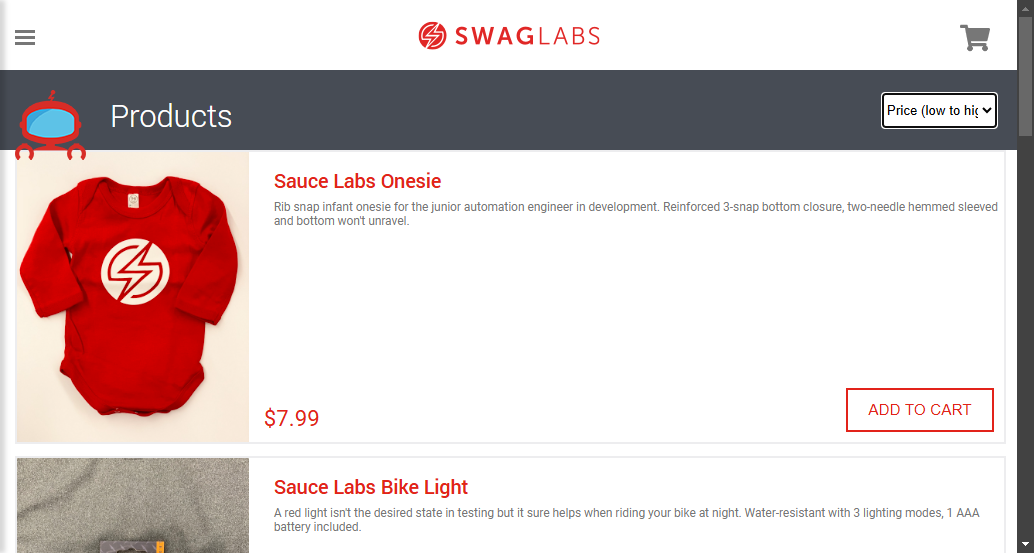 SWAGLABS
Products
Price (low to hig
Sauce Labs Onesie
Rib snap infant onesie for the junior automation engineer in development. Reinforced 3-snap bottom closure, two-needle hemmed sleeved
and bottom won't unravel.
$7.99
ADD TO CART
Sauce Labs Bike Light
A red light isn't the desired state in testing but it sure helps when riding your bike at night. Water-resistant with 3 lighting modes, 1 AAA
battery included.